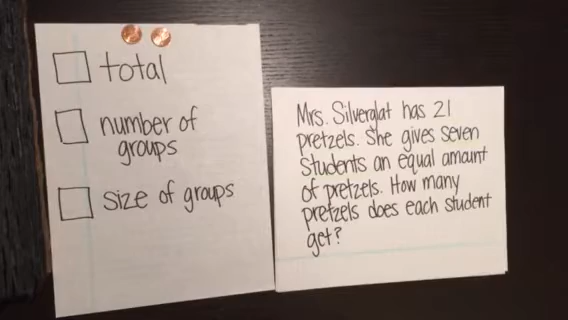 total
number of
groups
size of groups
Mrs. Silverglat has 21
pretzels. She gives seven
students an equal amount
of pretzels. How many
pretzels does each student
get?